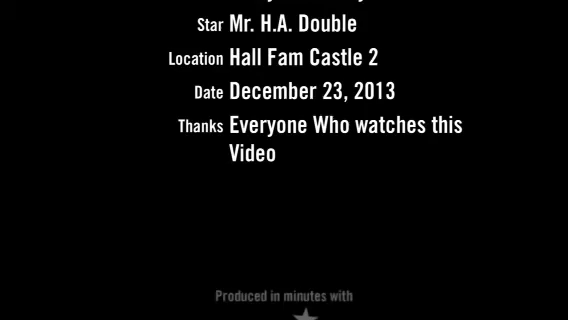 Star Mr. H.A. Double
Location Hall Fam Castle 2
Date December 23, 2013
Thanks Everyone Who watches this
Video
Produced in minutes with